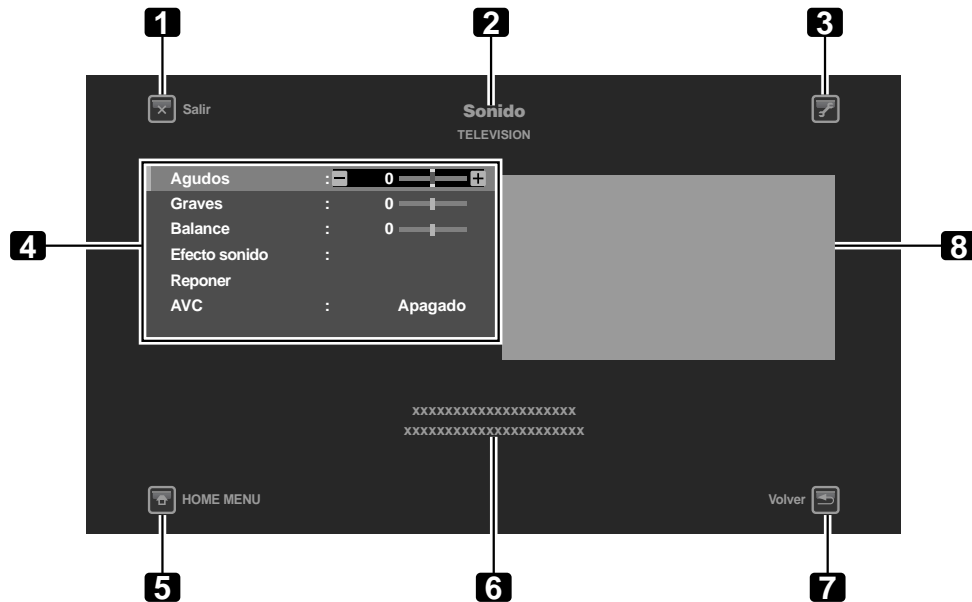 1 2 3
Salir
Sonido
TELEVISION
Agudos : 0
Graves : 0
Balance : 0
Efecto sonido :
Reponer
AVC : Apagado
4
8
xxxxxxxxxxxxxxxxxxxx
xxxxxxxxxxxxxxxxxxxxxx
HOME MENU
Volver
5 6 7